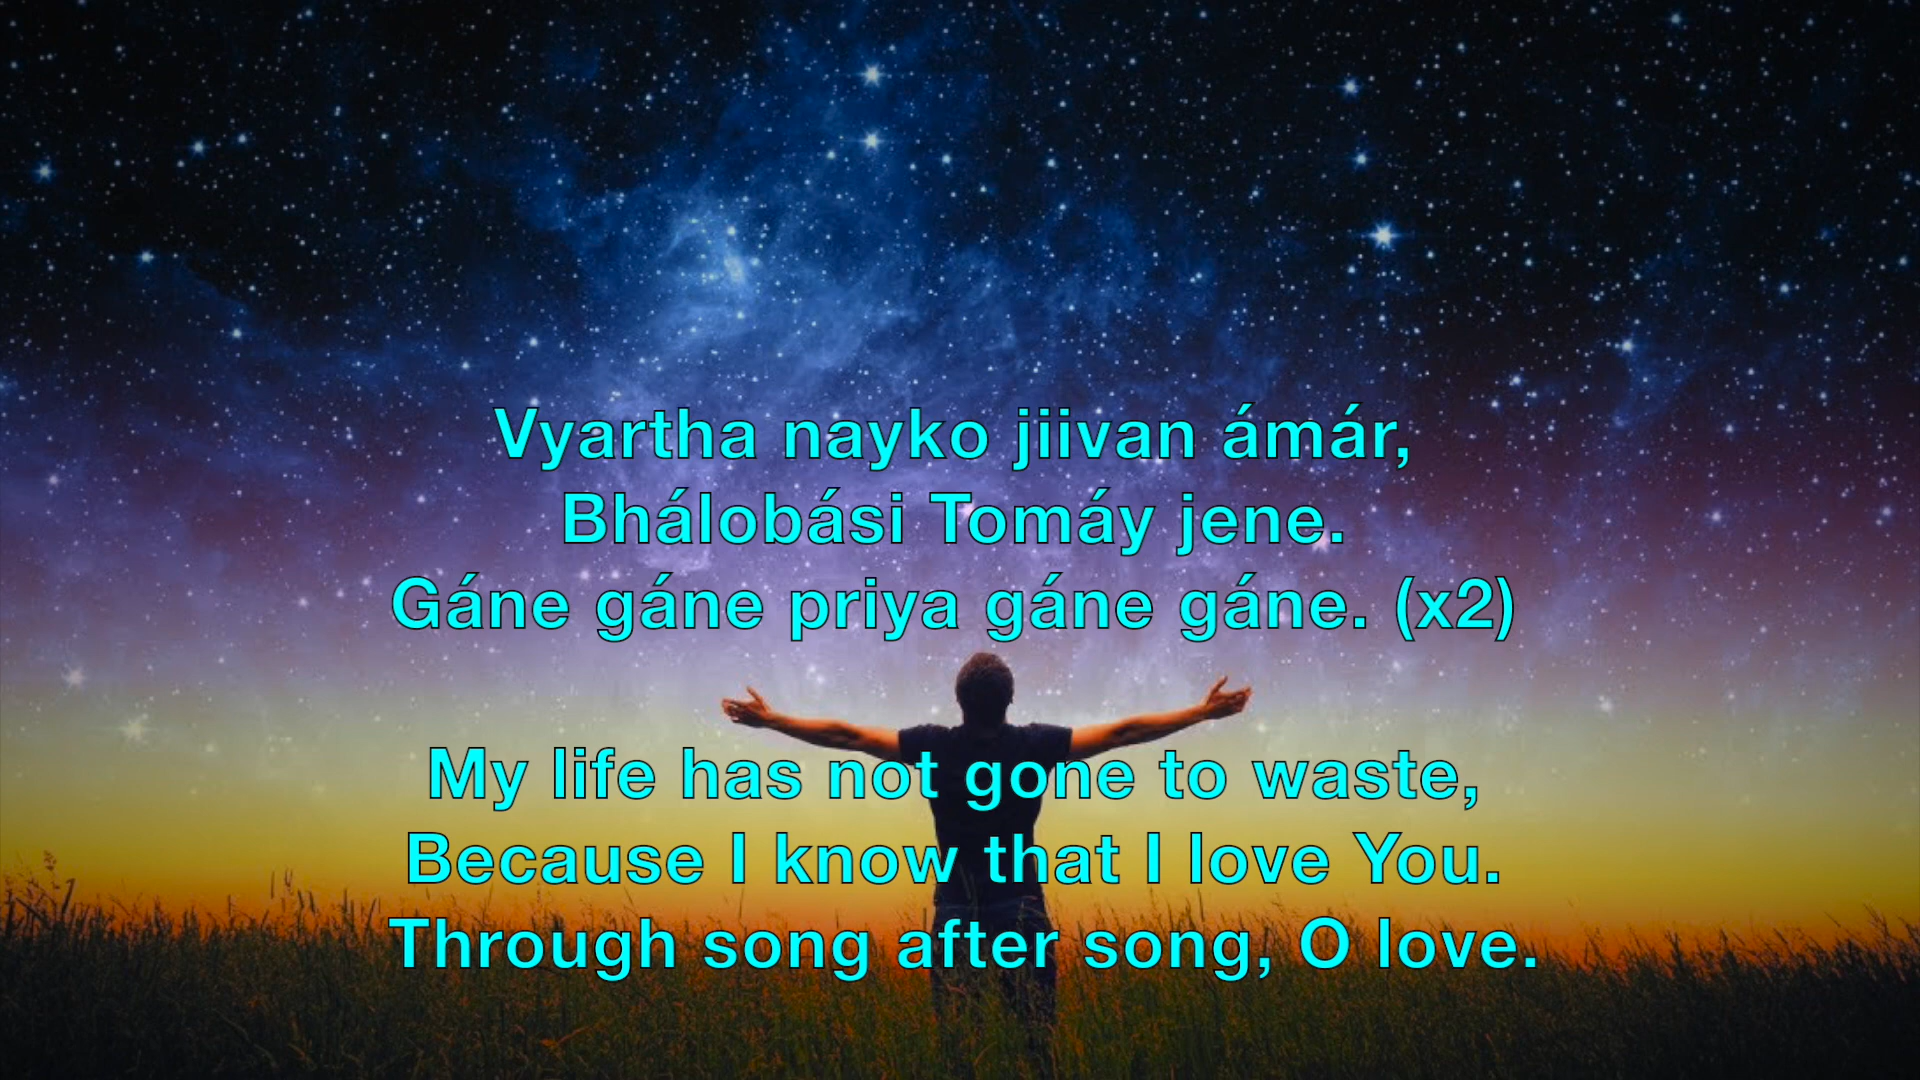 Vyartha nayko jiivan ámár,
Bhálobási Tomáy jene.
Gáne gáne priya gáne gáne. (x2)
My life has not gone to waste,
Because I know that I love You.
Through song after song, O love.